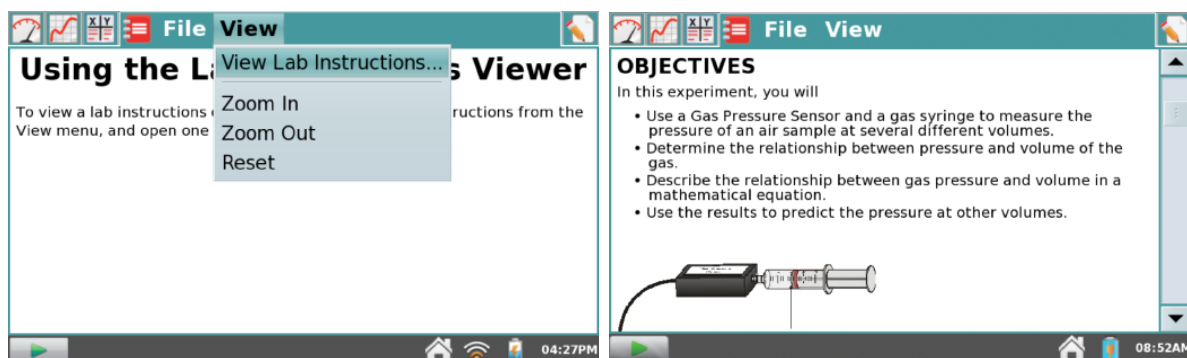 File View
View Lab Instructions...
Zoom In
Zoom Out
Reset
Using the L s Viewer
To view a lab instructions ructions from the
View menu, and open one
04:27PM
X Y
File View
OBJECTIVES
In this experiment, you will
• Use a Gas Pressure Sensor and a gas syringe to measure the
pressure of an air sample at several different volumes.
• Determine the relationship between pressure and volume of the
gas.
• Describe the relationship between gas pressure and volume in a
mathematical equation.
• Use the results to predict the pressure at other volumes.
08:52AM